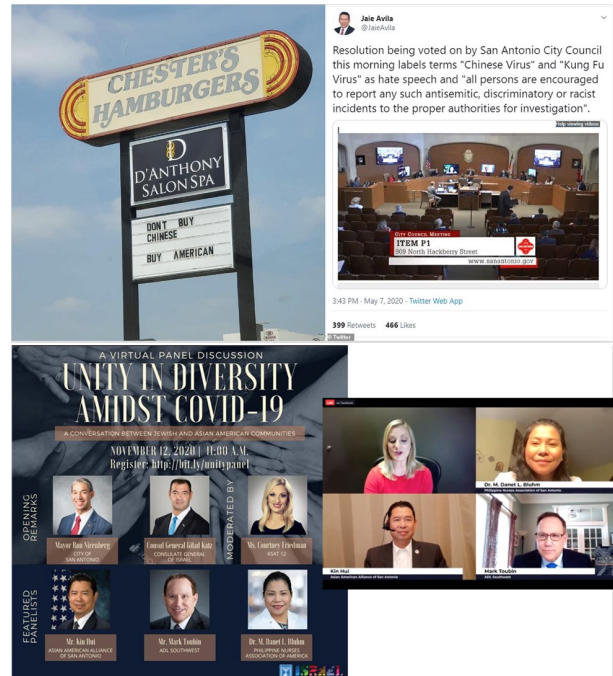 CHESTER'S
HAMBURGERS
D
D'ANTHONY
SALON SPA
DONT BUY
CHINESE
BUY AMERICAN
Jaie Avila
@JaieAvila
Resolution being voted on by San Antonio City Council
this morning labels terms "Chinese Virus" and "Kung Fu
Virus" as hate speech and "all persons are encouraged
to report any such antisemitic, discriminatory or racist
incidents to the proper authorities for investigation".
Help viewing videos
CITY COUNCIL MEETING
ITEM P1
909 North Hackberry Street
www.sanantonio.gov
3:43 PM · May 7, 2020 · Twitter Web App
399 Retweets 466 Likes
© Twitter
A VIRTUAL PANEL DISCUSSION
UNITY IN DIVERSITY
AMIDST COVID-19
A CONVERSATION BETWEEN JEWISH AND ASIAN AMERICAN COMMUNITIES
NOVEMBER 12, 2020 | 11:00 A.M.
Register: http://bit.ly/unitypanel
OPENING
REMARKS
Mayor Ron Nirenberg
CITY OF
SAN ANTONIO
Consul General Gilad Katz
CONSULATE GENERAL
OF ISRAEL
MODERATED BY
Ms. Courtney Friedman
KSAT 12
FEATURED
PANELISTS
Mr. Kin Hui
ASIAN AMERICAN ALLIANCE
OF SAN ANTONIO
Mr. Mark Toubin
ADL SOUTHWEST
Dr. M. Danet L. Bluhm
PHILIPPINE NURSES
ASSOCIATION OF AMERICA
ISRAEL
LIVE
Dr. M. Danet L. Bluhm
Philippine Nurses Association of San Antonio
Kin Hui
Asian American Alliance of San Antonio
Mark Toubin
ADL Southwest